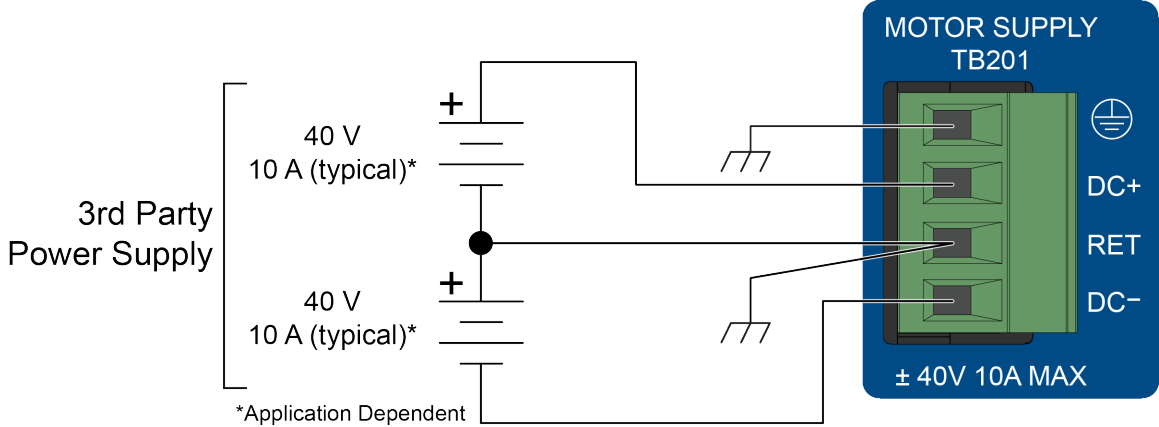 3rd Party
Power Supply
40 V
10 A (typical)*
+
40 V
10 A (typical)*
+
*Application Dependent
MOTOR SUPPLY
TB201
DC+
RET
DC−
± 40V 10A MAX